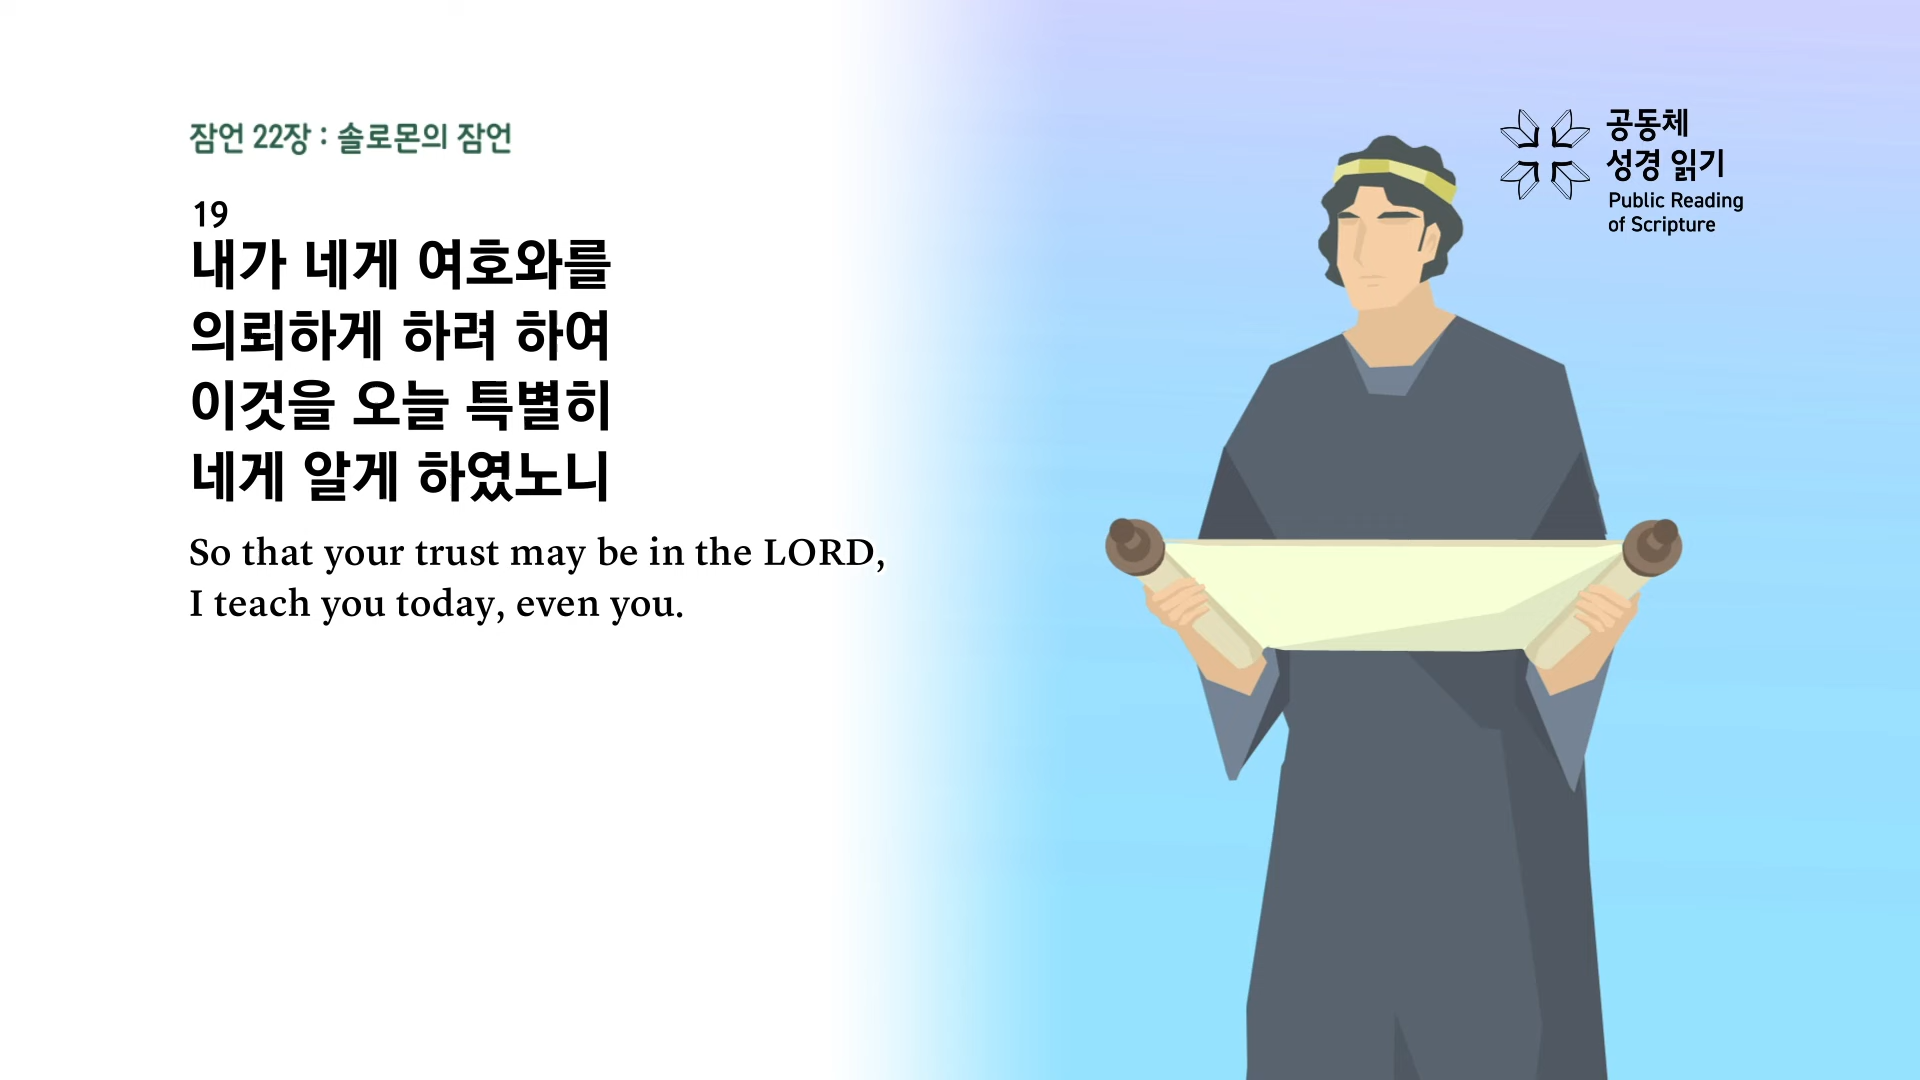 잠언 22장 : 솔로몬의 잠언
19
내가 네게 여호와를
의뢰하게 하려 하여
이것을 오늘 특별히
네게 알게 하였노니
So that your trust may be in the LORD,
I teach you today, even you.
공동체
성경 읽기
Public Reading
of Scripture